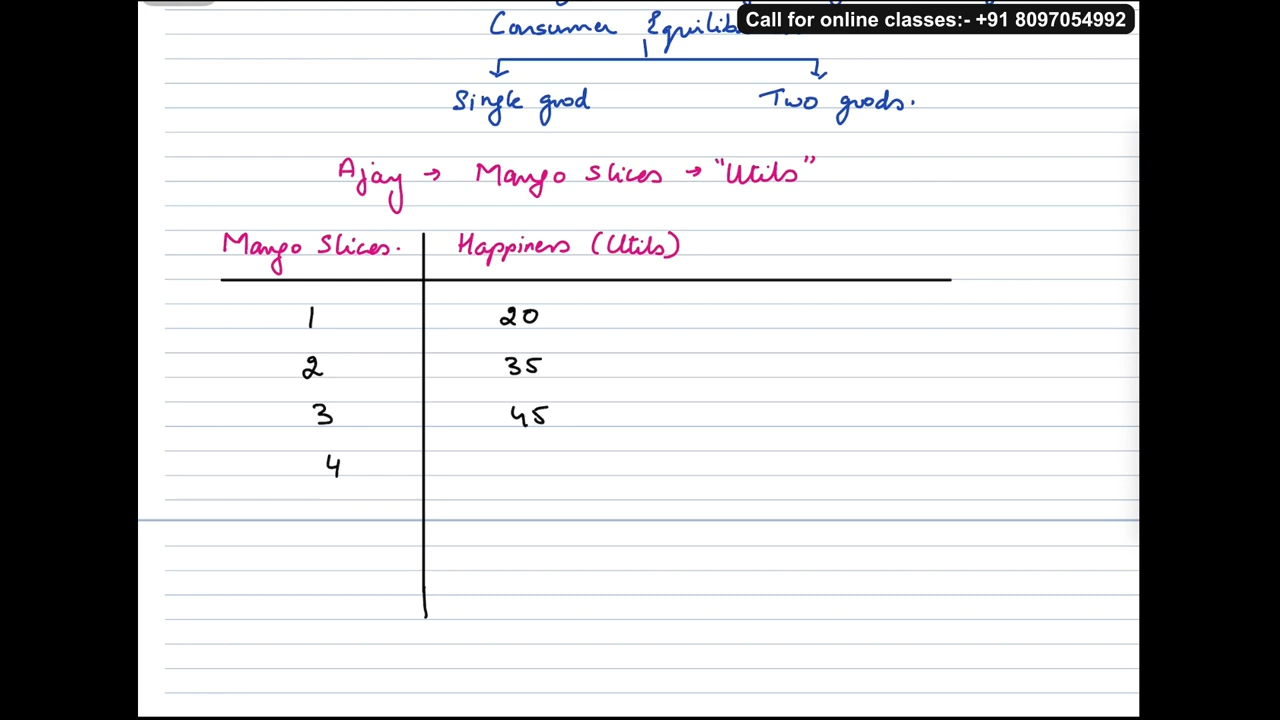 Call for online classes:- +91 8097054992
Consumer
Single good Two goods.
Ajay → Mango Slices → "Utils"
Mango Slices. Happiness (Utils)
1 20
2 35
3 45
4